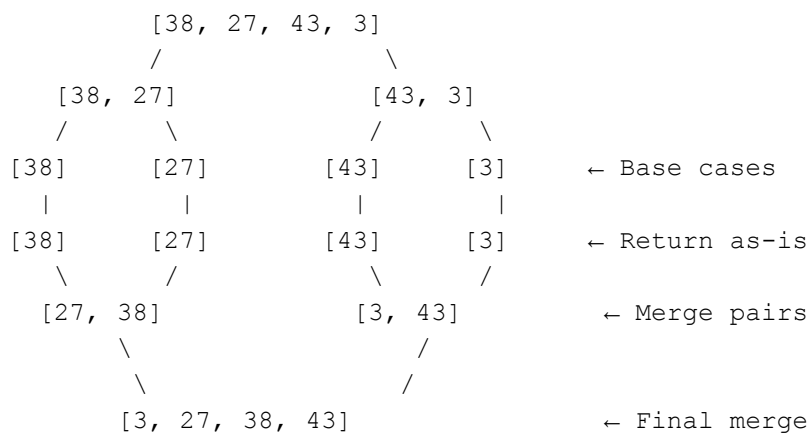 [38, 27, 43, 3]
[38, 27] [43, 3]
[38] [27] [43] [3] ← Base cases
[38] [27] [43] [3] ← Return as-is
[27, 38] [3, 43] ← Merge pairs
[3, 27, 38, 43] ← Final merge